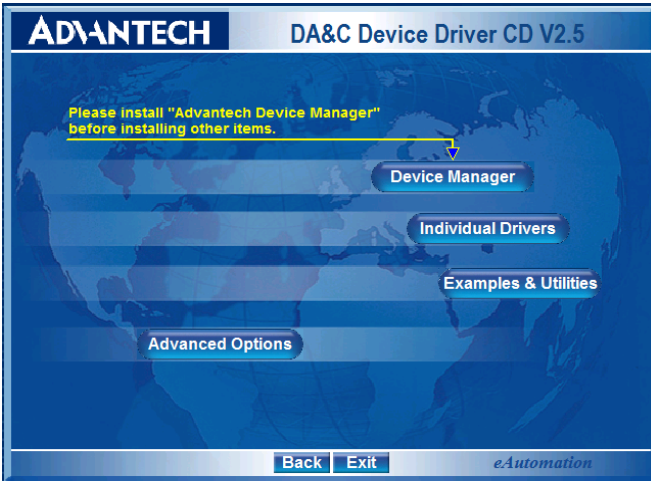 ADVANTECH
DA&C Device Driver CD V2.5
Please install "Advantech Device Manager"
before installing other items.
Device Manager
Individual Drivers
Examples & Utilities
Advanced Options
Back
Exit
eAutomation